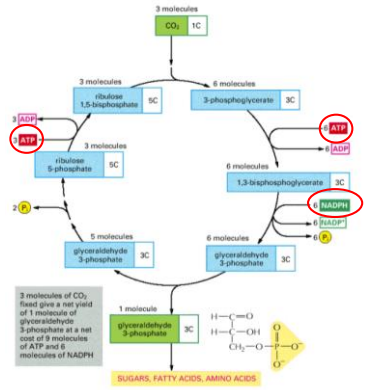 3 molecules
CO₂ 1C
3 molecules
ribulose
1,5-bisphosphate 5C
6 molecules
3-phosphoglycerate 3C
3 ADP
3 ATP
6 ATP
6 ADP
3 molecules
ribulose
5-phosphate 5C
6 molecules
1,3-bisphosphoglycerate 3C
6 NADPH
6 NADP⁺
6 Pᵢ
2 Pᵢ
5 molecules
glyceraldehyde
3-phosphate 3C
6 molecules
glyceraldehyde
3-phosphate 3C
3 molecules of CO₂
fixed give a net yield
of 1 molecule of
glyceraldehyde
3-phosphate at a net
cost of 9 molecules
of ATP and 6
molecules of NADPH
1 molecule
glyceraldehyde
3-phosphate 3C
H—C=O
H—C—OH
CH₂—O—P—O⁻
O
O⁻
SUGARS, FATTY ACIDS, AMINO ACIDS